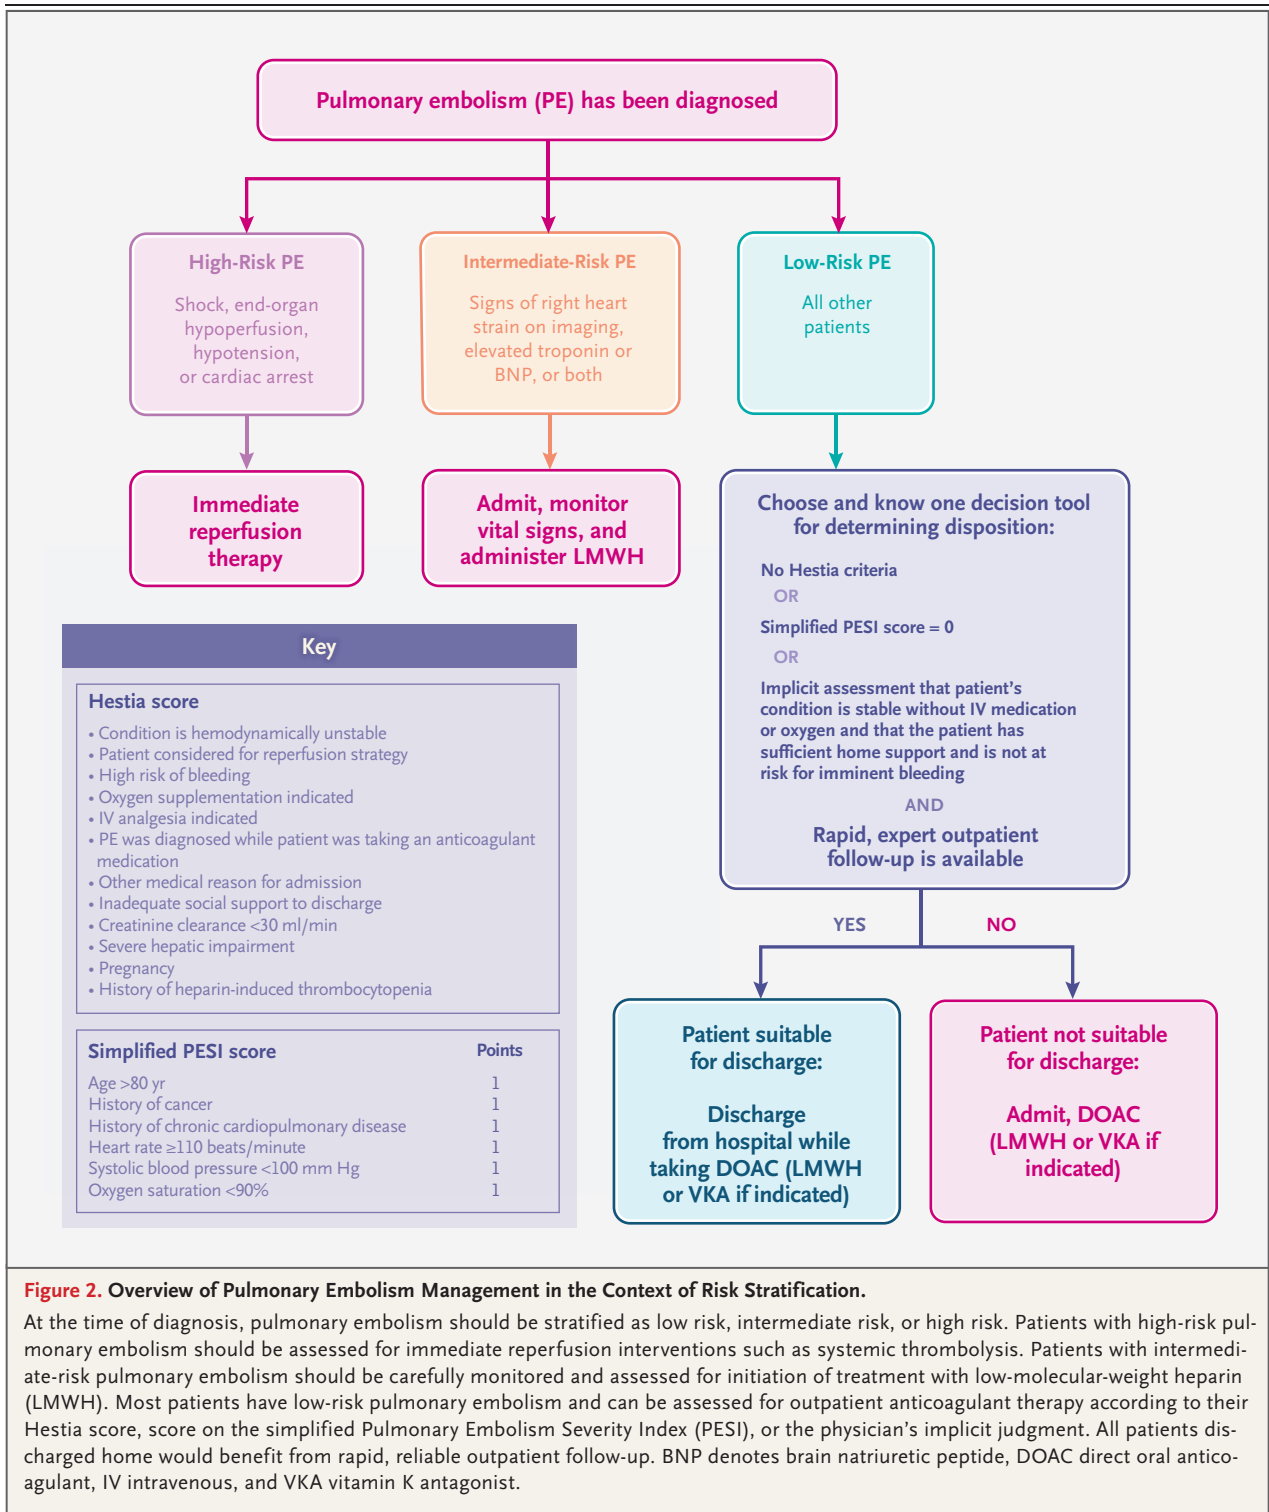 Pulmonary embolism (PE) has been diagnosed
High-Risk PE
Shock, end-organ
hypoperfusion,
hypotension,
or cardiac arrest
Intermediate-Risk PE
Signs of right heart
strain on imaging,
elevated troponin or
BNP, or both
Low-Risk PE
All other
patients
Immediate
reperfusion
therapy
Admit, monitor
vital signs, and
administer LMWH
Choose and know one decision tool
for determining disposition:
No Hestia criteria
OR
Simplified PESI score = 0
OR
Implicit assessment that patient’s
condition is stable without IV medication
or oxygen and that the patient has
sufficient home support and is not at
risk for imminent bleeding
AND
Rapid, expert outpatient
follow-up is available
YES
NO
Patient suitable
for discharge:
Discharge
from hospital while
taking DOAC (LMWH
or VKA if indicated)
Patient not suitable
for discharge:
Admit, DOAC
(LMWH or VKA if
indicated)
Key
Hestia score
• Condition is hemodynamically unstable
• Patient considered for reperfusion strategy
• High risk of bleeding
• Oxygen supplementation indicated
• IV analgesia indicated
• PE was diagnosed while patient was taking an anticoagulant
medication
• Other medical reason for admission
• Inadequate social support to discharge
• Creatinine clearance <30 ml/min
• Severe hepatic impairment
• Pregnancy
• History of heparin-induced thrombocytopenia
Simplified PESI score Points
Age >80 yr 1
History of cancer 1
History of chronic cardiopulmonary disease 1
Heart rate ≥110 beats/minute 1
Systolic blood pressure <100 mm Hg 1
Oxygen saturation <90% 1
Figure 2. Overview of Pulmonary Embolism Management in the Context of Risk Stratification.
At the time of diagnosis, pulmonary embolism should be stratified as low risk, intermediate risk, or high risk. Patients with high-risk pul-
monary embolism should be assessed for immediate reperfusion interventions such as systemic thrombolysis. Patients with intermedi-
ate-risk pulmonary embolism should be carefully monitored and assessed for initiation of treatment with low-molecular-weight heparin
(LMWH). Most patients have low-risk pulmonary embolism and can be assessed for outpatient anticoagulant therapy according to their
Hestia score, score on the simplified Pulmonary Embolism Severity Index (PESI), or the physician’s implicit judgment. All patients dis-
charged home would benefit from rapid, reliable outpatient follow-up. BNP denotes brain natriuretic peptide, DOAC direct oral antico-
agulant, IV intravenous, and VKA vitamin K antagonist.